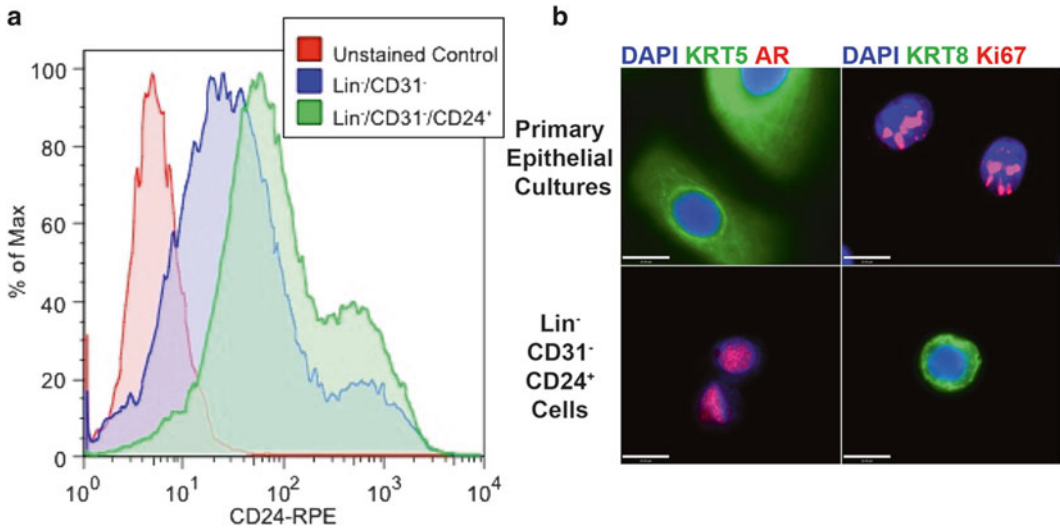 a
Unstained Control
Lin⁻/CD31⁻
Lin⁻/CD31⁻/CD24⁺
100
80
60
40
20
0
% of Max
10⁰ 10¹ 10² 10³ 10⁴
CD24-RPE
b
DAPI KRT5 AR
DAPI KRT8 Ki67
Primary
Epithelial
Cultures
Lin⁻
CD31⁻
CD24⁺
Cells